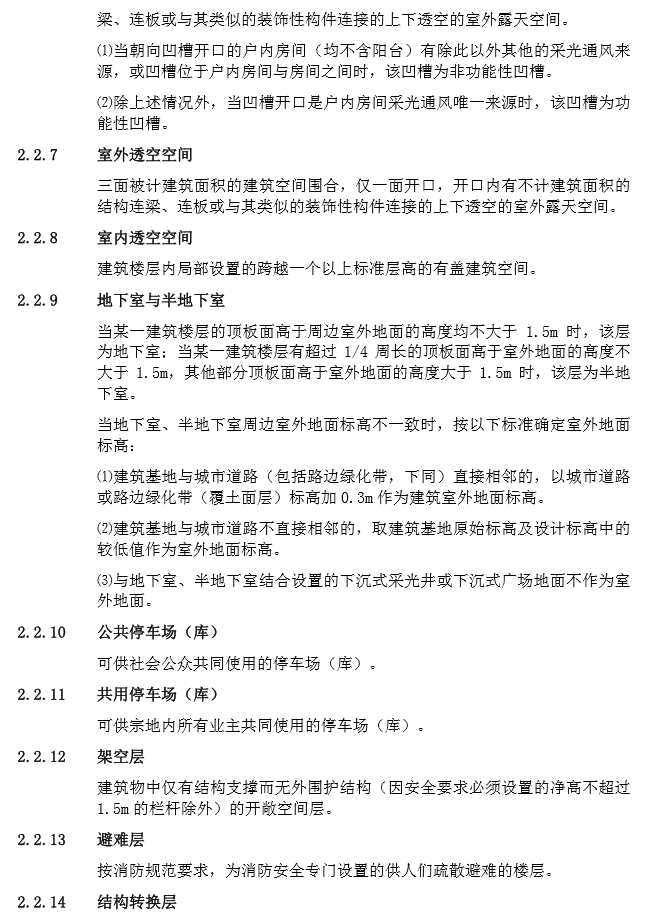 梁、连板或与其类似的装饰性构件连接的上下透空的室外露天空间。
⑴当朝向凹槽开口的户内房间（均不含阳台）有除此以外其他的采光通风来
源，或凹槽位于户内房间与房间之间时，该凹槽为非功能性凹槽。
⑵除上述情况外，当凹槽开口是户内房间采光通风唯一来源时，该凹槽为功
能性凹槽。
2.2.7 室外透空空间
三面被计建筑面积的建筑空间围合，仅一面开口，开口内有不计建筑面积的
结构连梁、连板或与其类似的装饰性构件连接的上下透空的室外露天空间。
2.2.8 室内透空空间
建筑楼层内局部设置的跨越一个以上标准层高的有盖建筑空间。
2.2.9 地下室与半地下室
当某一建筑楼层的顶板面高于周边室外地面的高度均不大于 1.5m 时，该层
为地下室；当某一建筑楼层有超过 1/4 周长的顶板面高于室外地面的高度不
大于 1.5m，其他部分顶板面高于室外地面的高度大于 1.5m 时，该层为半地
下室。
当地下室、半地下室周边室外地面标高不一致时，按以下标准确定室外地面
标高：
⑴建筑基地与城市道路（包括路边绿化带，下同）直接相邻的，以城市道路
或路边绿化带（覆土面层）标高加0.3m作为建筑室外地面标高。
⑵建筑基地与城市道路不直接相邻的，取建筑基地原始标高及设计标高中的
较低值作为室外地面标高。
⑶与地下室、半地下室结合设置的下沉式采光井或下沉式广场地面不作为室
外地面。
2.2.10 公共停车场（库）
可供社会公众共同使用的停车场（库）。
2.2.11 共用停车场（库）
可供宗地内所有业主共同使用的停车场（库）。
2.2.12 架空层
建筑物中仅有结构支撑而无外围护结构（因安全要求必须设置的净高不超过
1.5m的栏杆除外）的开敞空间层。
2.2.13 避难层
按消防规范要求，为消防安全专门设置的供人们疏散避难的楼层。
2.2.14 结构转换层